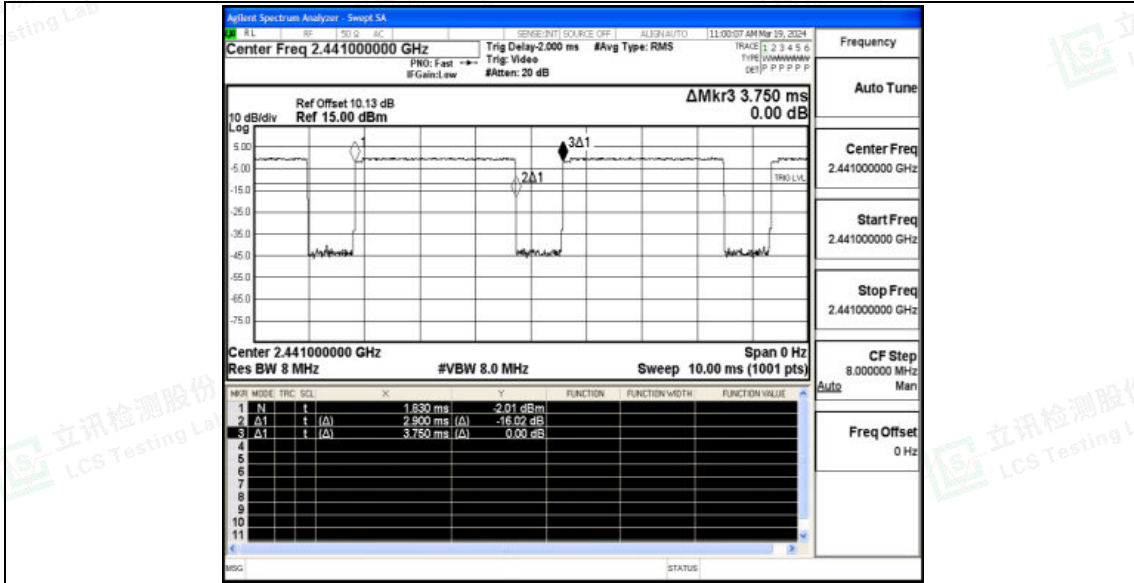 Agilent Spectrum Analyzer - Swept SA
RL RF 50 Ω AC SENSE:INT SOURCE OFF ALIGN AUTO 11:00:07 AM Mar 19, 2024
Center Freq 2.441000000 GHz
PNO: Fast
IFGain:Low
Trig Delay-2.000 ms #Avg Type: RMS
Trig: Video
#Atten: 20 dB
TRACE 1 2 3 4 5 6
TYPE WWWWWW
DET P P P P P P
Frequency
Auto Tune
Center Freq
2.441000000 GHz
Start Freq
2.441000000 GHz
Stop Freq
2.441000000 GHz
CF Step
8.000000 MHz
Auto Man
Freq Offset
0 Hz
ΔMkr3 3.750 ms
0.00 dB
Ref Offset 10.13 dB
10 dB/div Ref 15.00 dBm
Log
5.00
-5.00
-15.0
-25.0
-35.0
-45.0
-55.0
-65.0
-75.0
1
2Δ1
3Δ1
TRIG LVL
Center 2.441000000 GHz Span 0 Hz
Res BW 8 MHz #VBW 8.0 MHz Sweep 10.00 ms (1001 pts)
MKR MODE TRC SCL X Y FUNCTION FUNCTION WIDTH FUNCTION VALUE
1 N t 1.830 ms -2.01 dBm
2 Δ1 t (Δ) 2.900 ms (Δ) -16.02 dB
3 Δ1 t (Δ) 3.750 ms (Δ) 0.00 dB
4
5
6
7
8
9
10
11
MSG STATUS
立讯检测股份
LCS Testing Lab
立讯检测股份
LCS Testing L